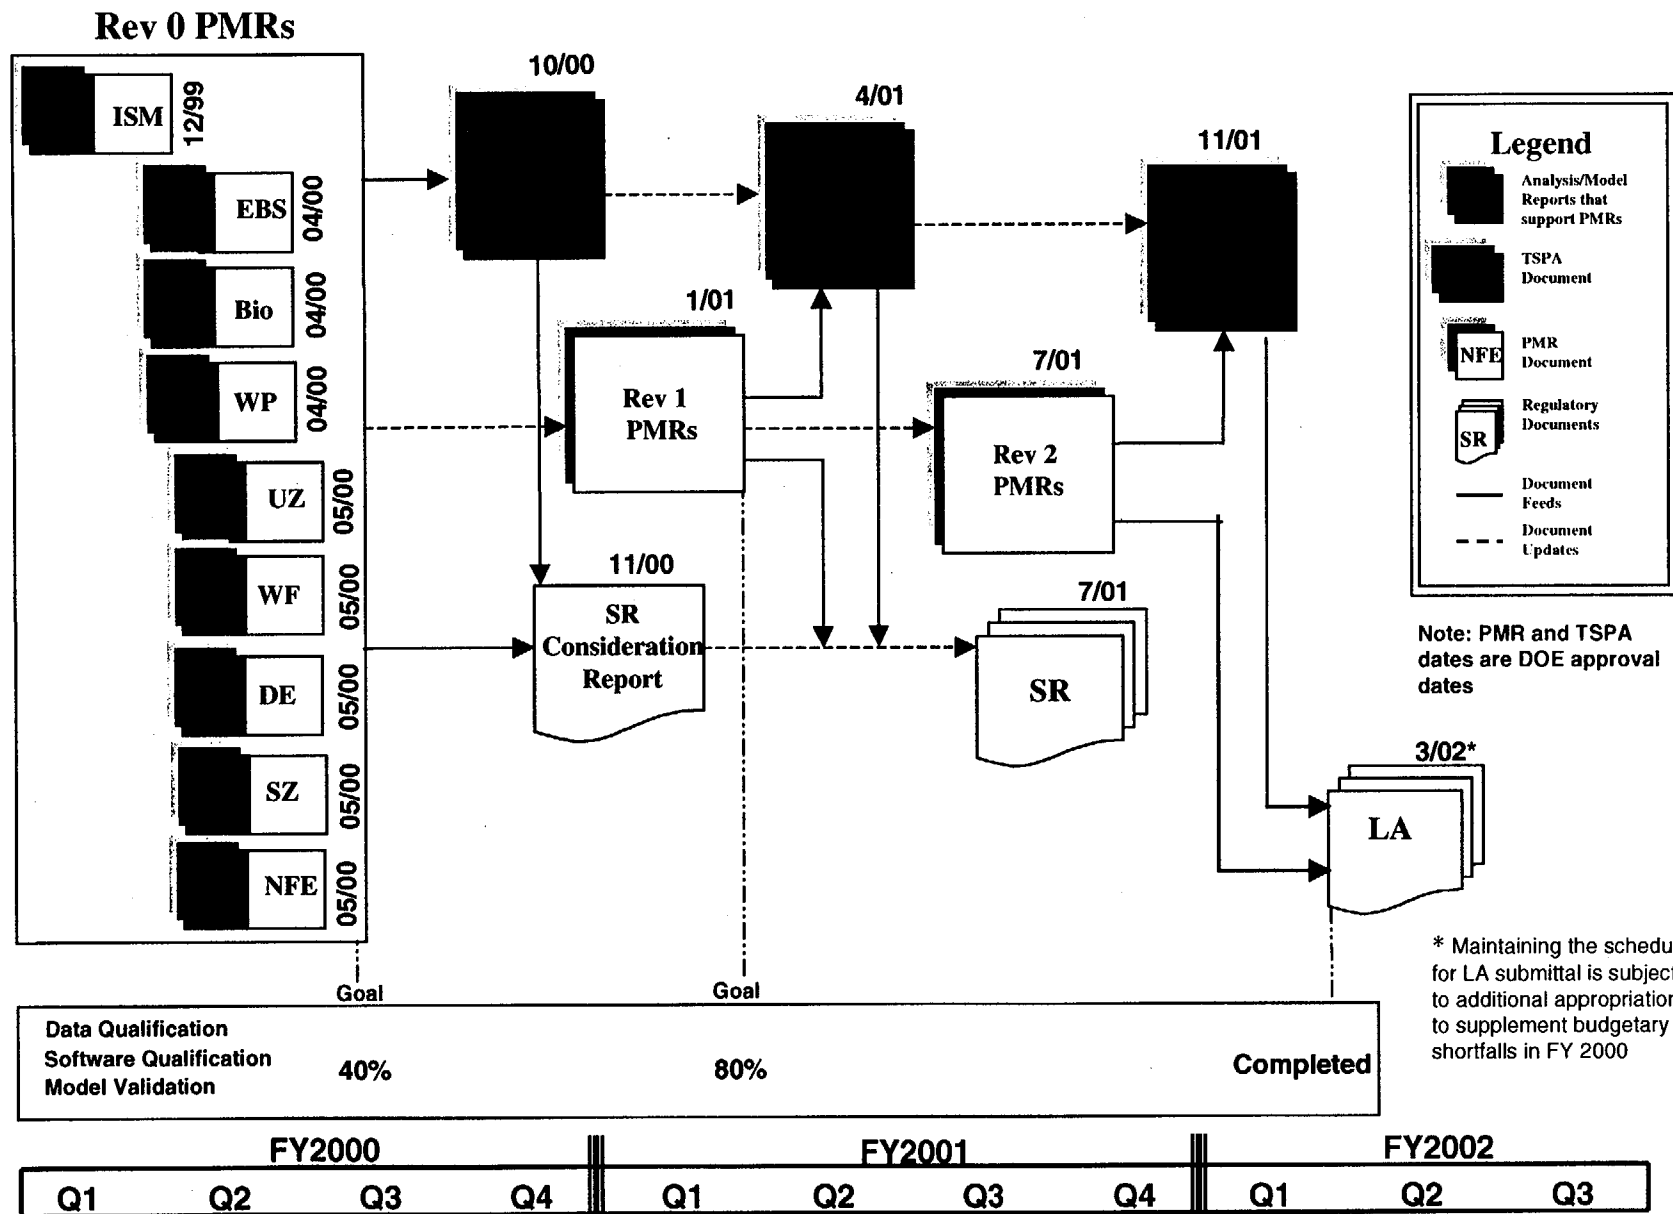 Rev 0 PMRs
ISM
12/99
EBS
04/00
Bio
04/00
WP
04/00
UZ
05/00
WF
05/00
DE
05/00
SZ
05/00
NFE
05/00
10/00
4/01
11/01
1/01
Rev 1
PMRs
7/01
Rev 2
PMRs
11/00
SR
Consideration
Report
7/01
SR
3/02*
LA
Legend
Analysis/Model
Reports that
support PMRs
TSPA
Document
NFE
PMR
Document
SR
Regulatory
Documents
Document
Feeds
Document
Updates
Note: PMR and TSPA
dates are DOE approval
dates
* Maintaining the schedu
for LA submittal is subject
to additional appropriation
to supplement budgetary
shortfalls in FY 2000
Goal
Goal
Data Qualification
Software Qualification
Model Validation
40%
80%
Completed
FY2000
FY2001
FY2002
Q1 Q2 Q3 Q4 Q1 Q2 Q3 Q4 Q1 Q2 Q3